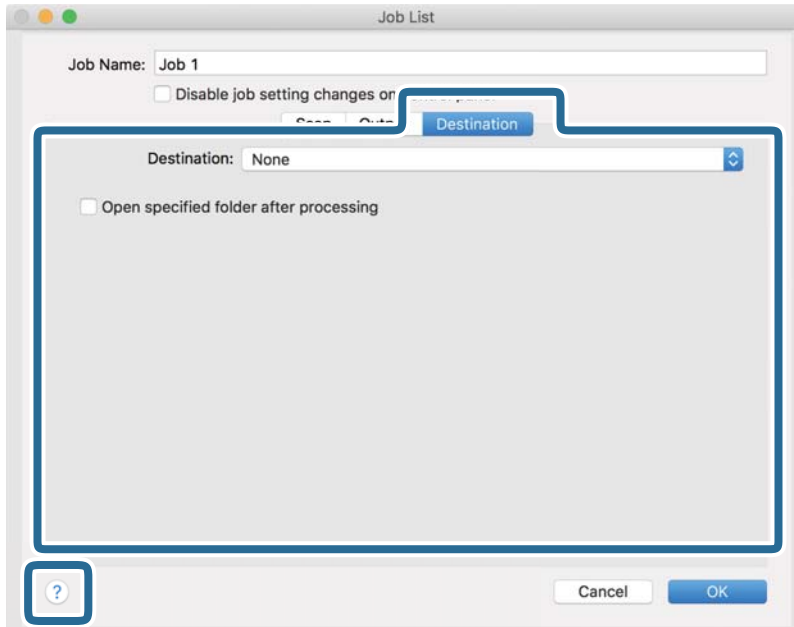 Job List
Job Name: Job 1
Disable job setting changes on
Destination
Destination: None
Open specified folder after processing
?
Cancel OK